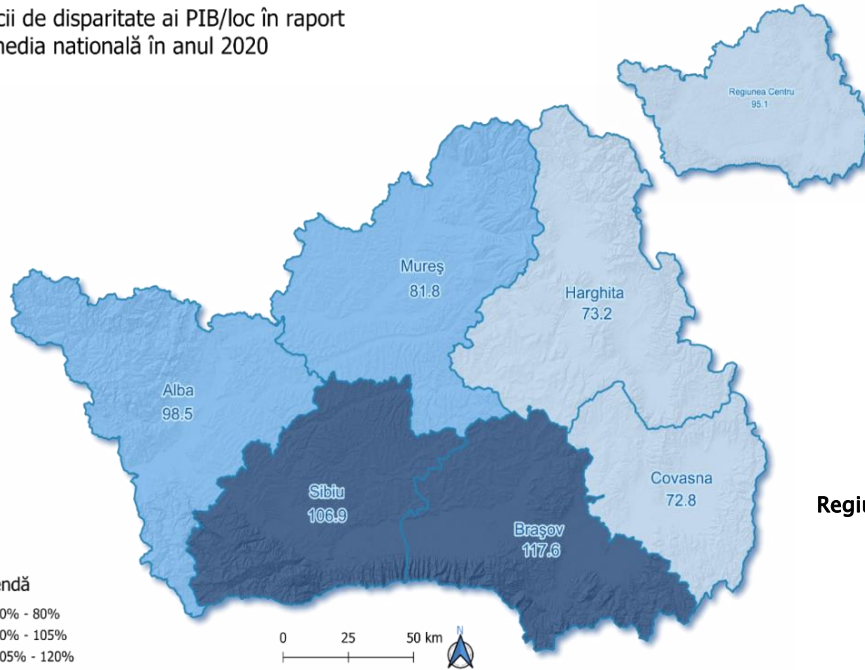 cii de disparitate ai PIB/loc în raport
media natională în anul 2020
Regiunea Centru
95.1
Mureş
81.8
Harghita
73.2
Alba
98.5
Sibiu
106.9
Braşov
117.6
Covasna
72.8
Regiu
endă
0% - 80%
0% - 105%
05% - 120%
0 25 50 km
N